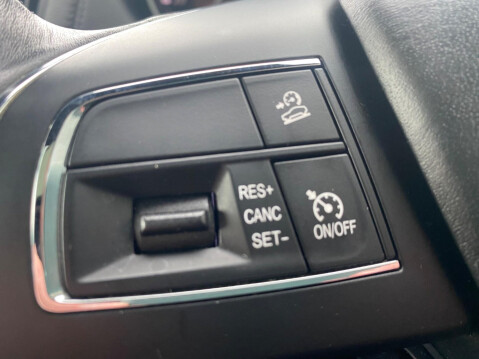 RES+
CANC
SET-
ON/OFF